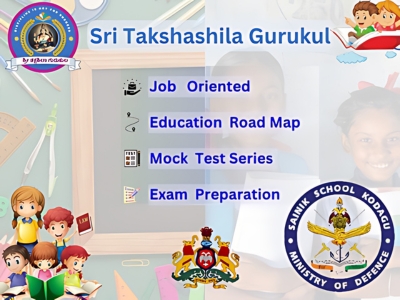 Sri Takshashila Gurukul
Job Oriented
Education Road Map
Mock Test Series
TEST
Exam Preparation
SAINIK SCHOOL KODAGU
MINISTRY OF DEFENCE